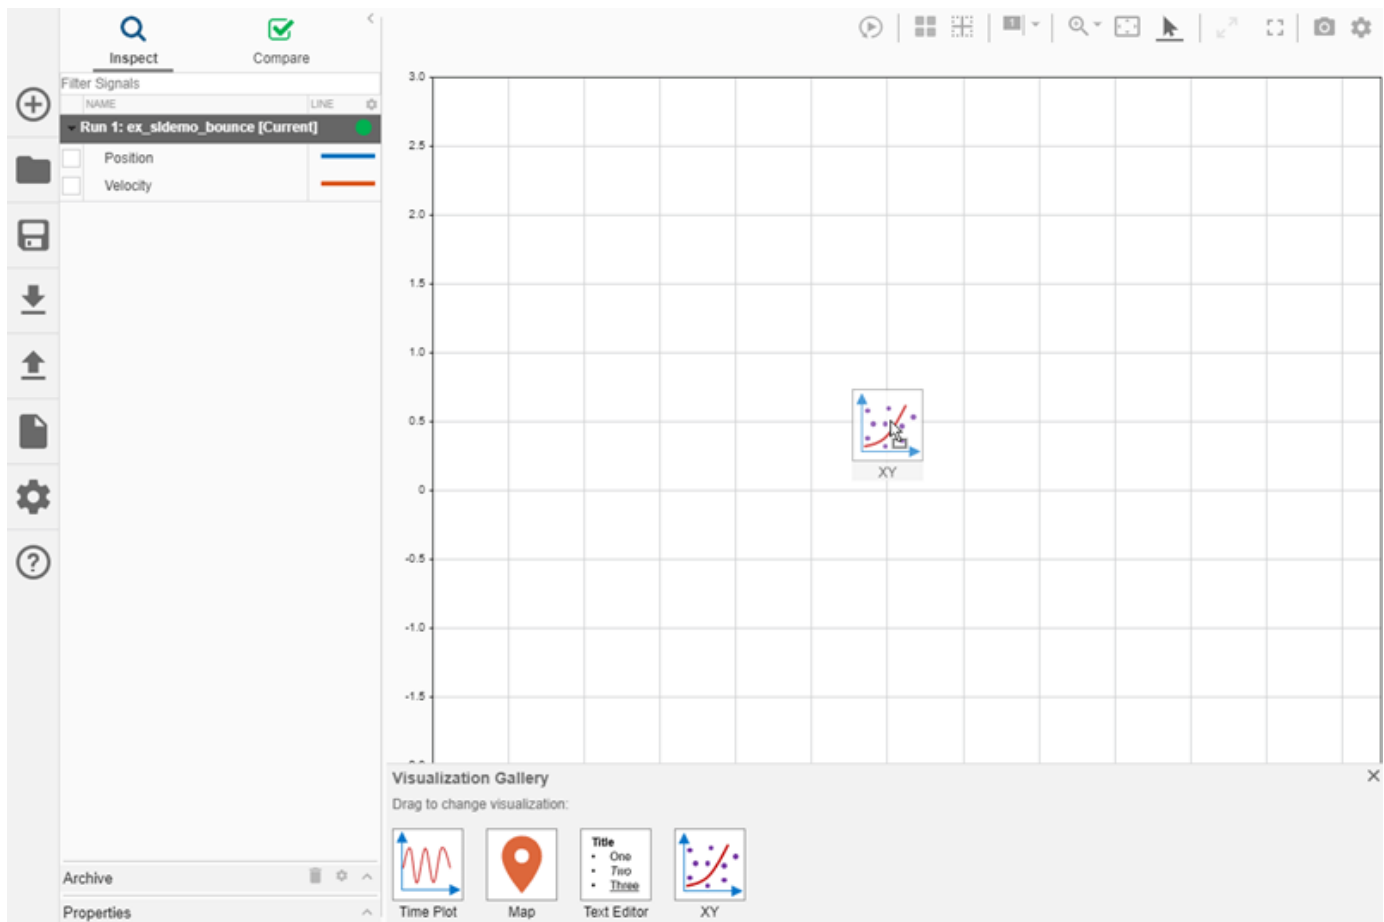 Inspect
Compare
Filter Signals
NAME
LINE
Run 1: ex_sldemo_bounce [Current]
Position
Velocity
Archive
Properties
1
3.0
2.5
2.0
1.5
1.0
0.5
0
-0.5
-1.0
-1.5
XY
Visualization Gallery
Drag to change visualization:
Title
• One
• Two
• Three
Time Plot
Map
Text Editor
XY